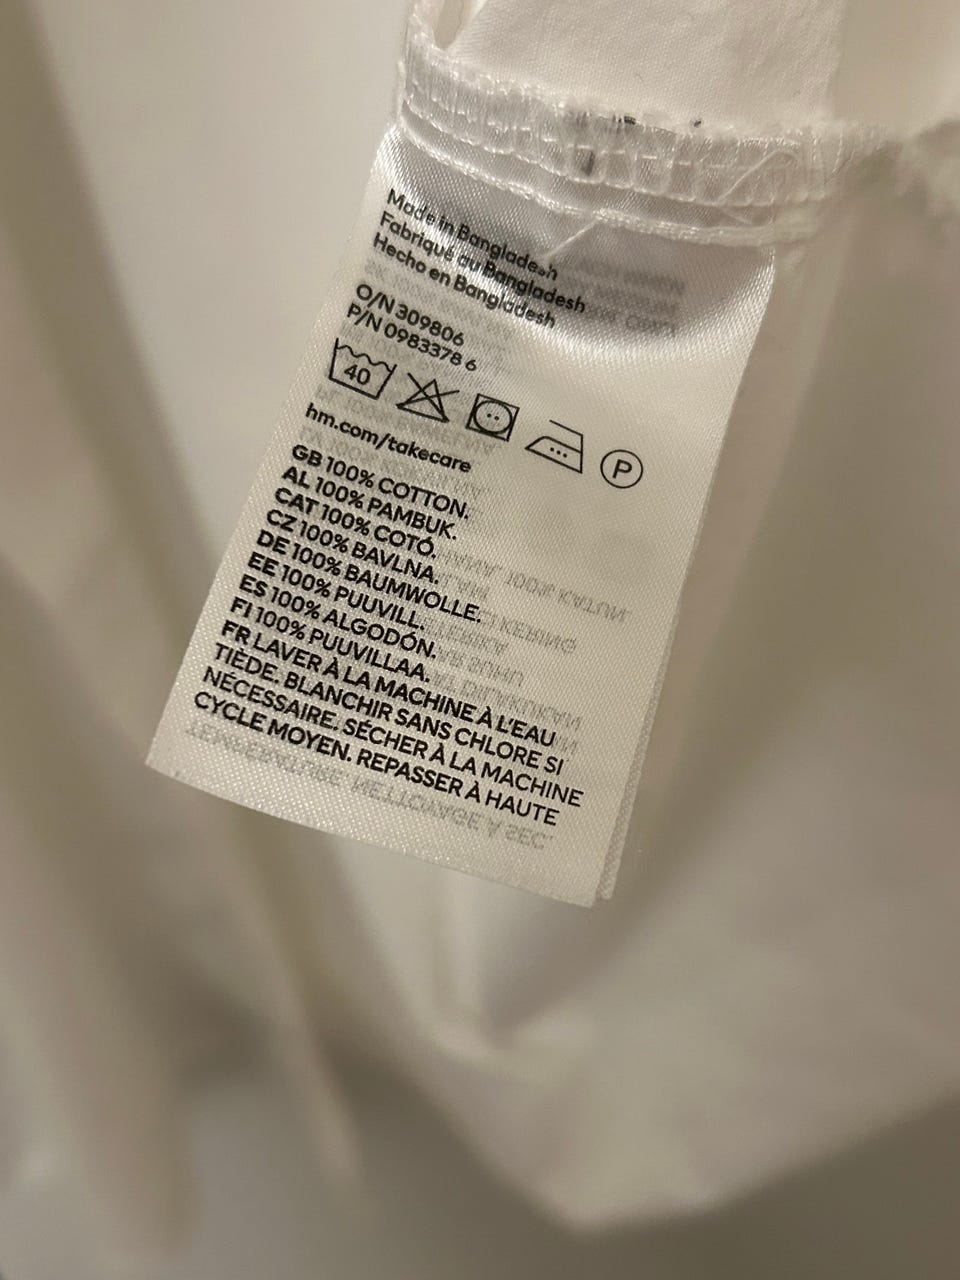 Made in Bangladesh
Fabriqué au Bangladesh
Hecho en Bangladesh
O/N 309806
P/N 0983378 6
40
P
hm.com/takecare
GB 100% COTTON.
AL 100% PAMBUK.
CAT 100% COTÓ.
CZ 100% BAVLNA.
DE 100% BAUMWOLLE.
EE 100% PUUVILL.
ES 100% ALGODÓN.
FI 100% PUUVILLAA.
FR LAVER À LA MACHINE À L'EAU
TIÈDE. BLANCHIR SANS CHLORE SI
NÉCESSAIRE. SÉCHER À LA MACHINE
CYCLE MOYEN. REPASSER À HAUTE
TEMPÉRATURE. NETTOYAGE À SEC.